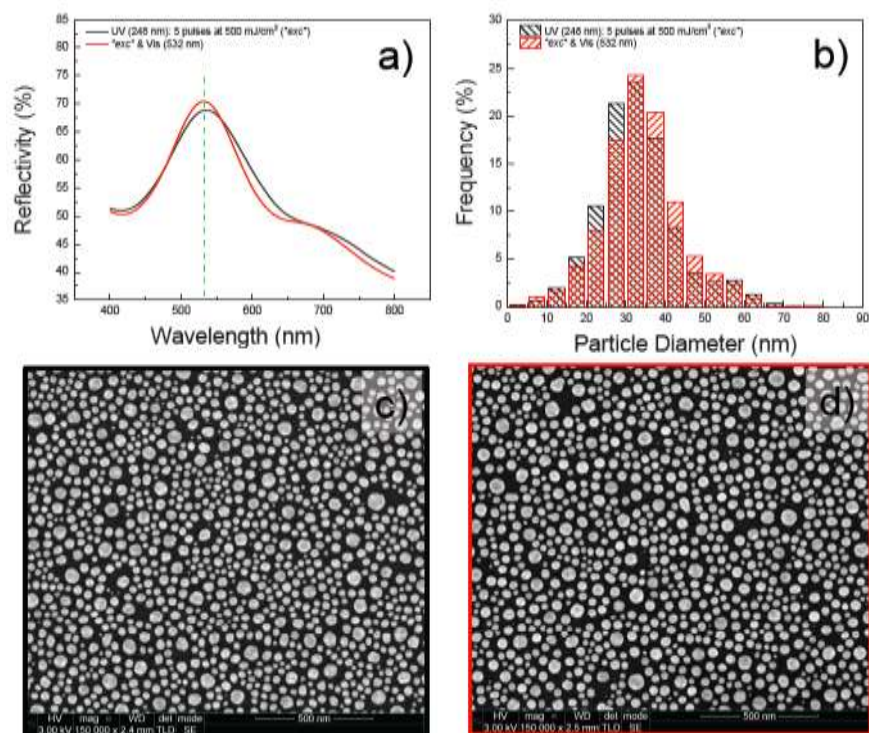 UV (248 nm): 5 pulses at 500 mJ/cm² ("exc")
"exc" & Vis (532 nm)
a)
Reflectivity (%)
85
80
75
70
65
60
55
50
45
40
35
400 500 600 700 800
Wavelength (nm)
UV (248 nm): 5 pulses at 500 mJ/cm² ("exc")
"exc" & Vis (532 nm)
b)
Frequency (%)
30
25
20
15
10
5
0
0 10 20 30 40 50 60 70 80 90
Particle Diameter (nm)
c)
HV mag WD det mode
3.00 kV 150 000 x 2.4 mm TLD SE
500 nm
d)
HV mag WD det mode
3.00 kV 150 000 x 2.5 mm TLD SE
500 nm